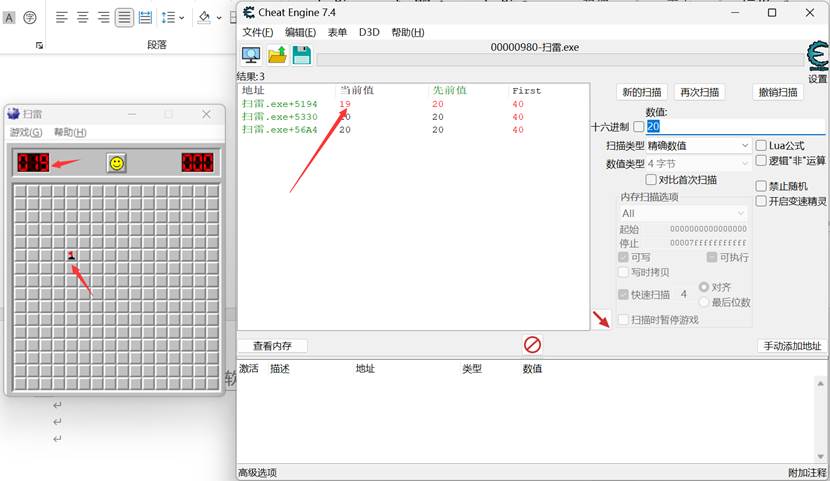 A 字
段落
Cheat Engine 7.4
文件(F) 编辑(E) 表单 D3D 帮助(H)
00000980-扫雷.exe
设置
结果:3
地址 当前值 先前值 First
扫雷.exe+5194 19 20 40
扫雷.exe+5330 20 20 40
扫雷.exe+56A4 20 20 40
新的扫描 再次扫描 撤销扫描
数值:
十六进制 20
扫描类型 精确数值
Lua公式
数值类型 4 字节
逻辑"非"运算
对比首次扫描
内存扫描选项
禁止随机
All
开启变速精灵
起始 0000000000000000
停止 00007fffffffffff
可写 可执行
写时拷贝
快速扫描 4 对齐
最后位数
扫描时暂停游戏
查看内存 手动添加地址
激活 描述 地址 类型 数值
高级选项 附加注释
扫雷
游戏(G) 帮助(H)
000
1
软